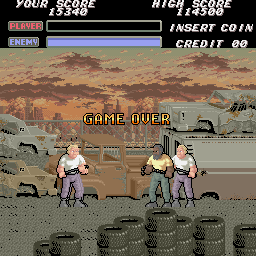 YOUR SCORE HIGH SCORE
15340 114500
PLAYER INSERT COIN
ENEMY CREDIT 00
GAME OVER